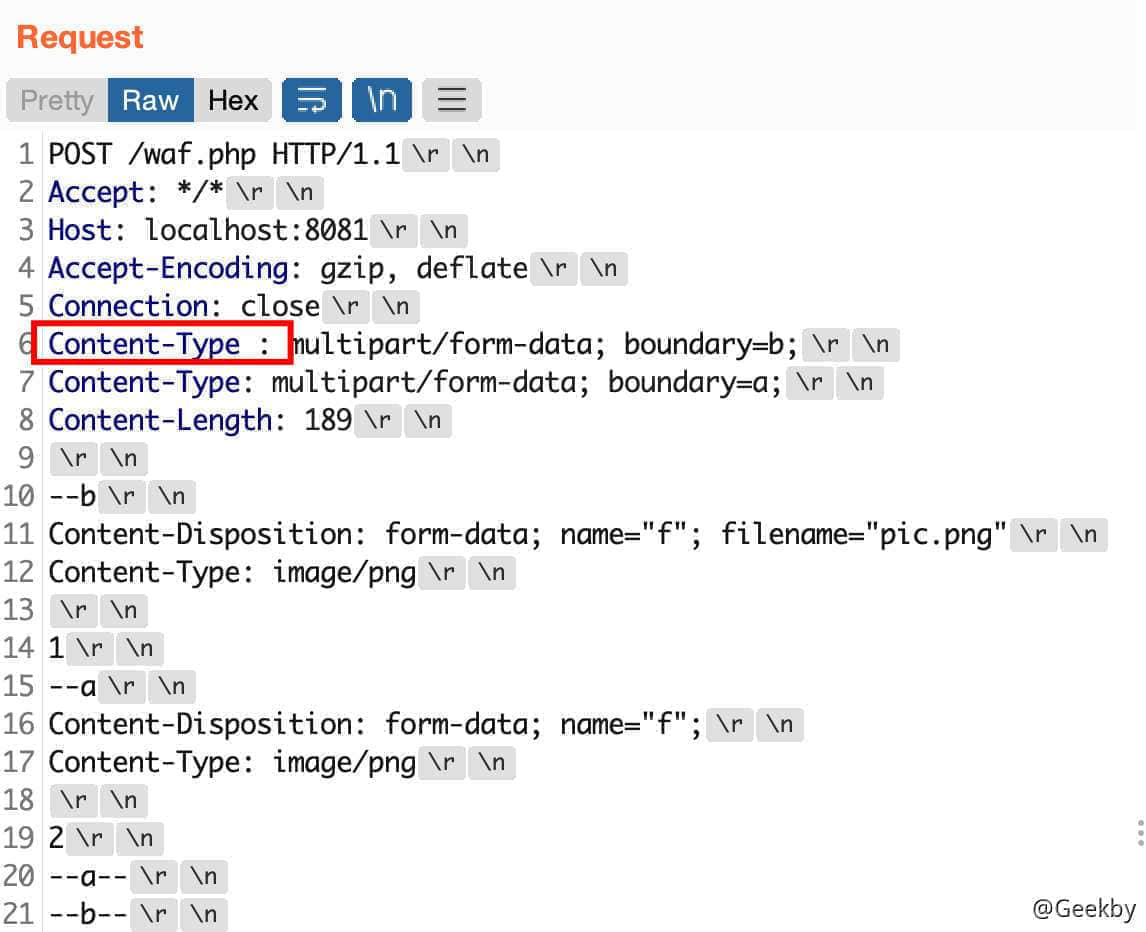 Request
Pretty Raw Hex \n
1 POST /waf.php HTTP/1.1 \r \n
2 Accept: */* \r \n
3 Host: localhost:8081 \r \n
4 Accept-Encoding: gzip, deflate \r \n
5 Connection: close \r \n
6 Content-Type : multipart/form-data; boundary=b; \r \n
7 Content-Type: multipart/form-data; boundary=a; \r \n
8 Content-Length: 189 \r \n
9 \r \n
10 --b \r \n
11 Content-Disposition: form-data; name="f"; filename="pic.png" \r \n
12 Content-Type: image/png \r \n
13 \r \n
14 1 \r \n
15 --a \r \n
16 Content-Disposition: form-data; name="f"; \r \n
17 Content-Type: image/png \r \n
18 \r \n
19 2 \r \n
20 --a-- \r \n
21 --b-- \r \n
@Geekby